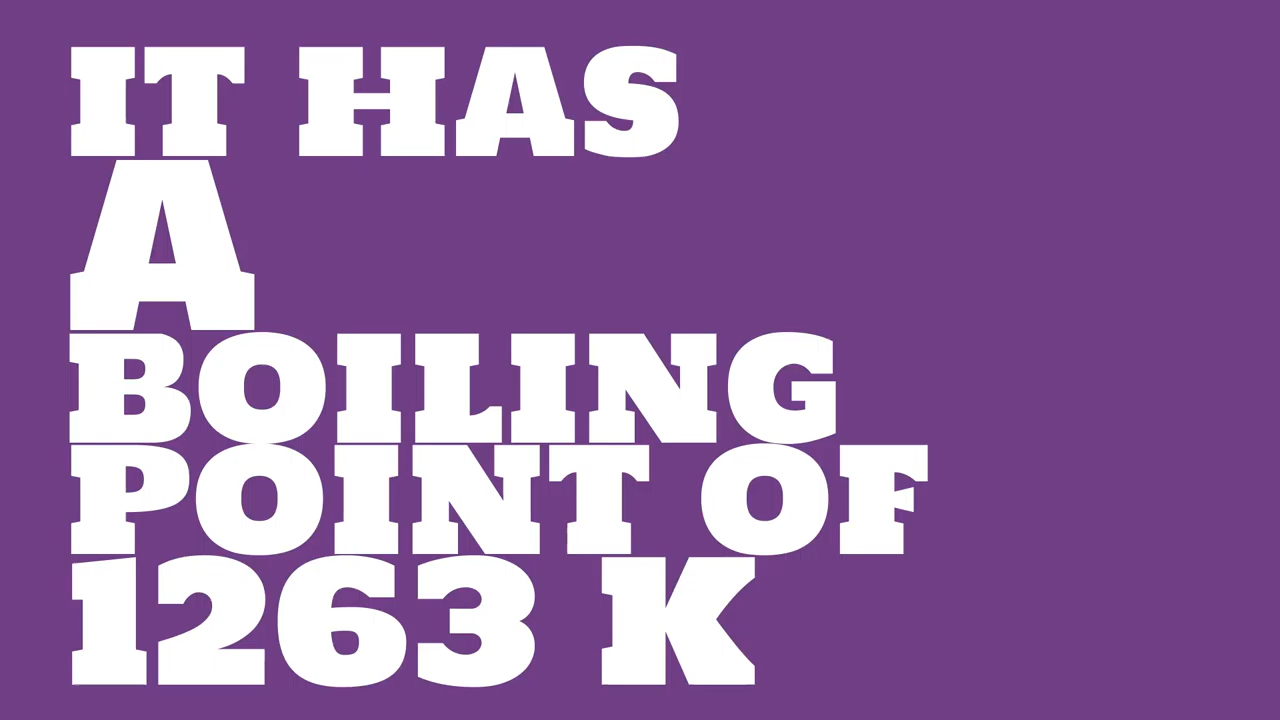 IT HAS
A
BOILING
POINT OF
1263 K